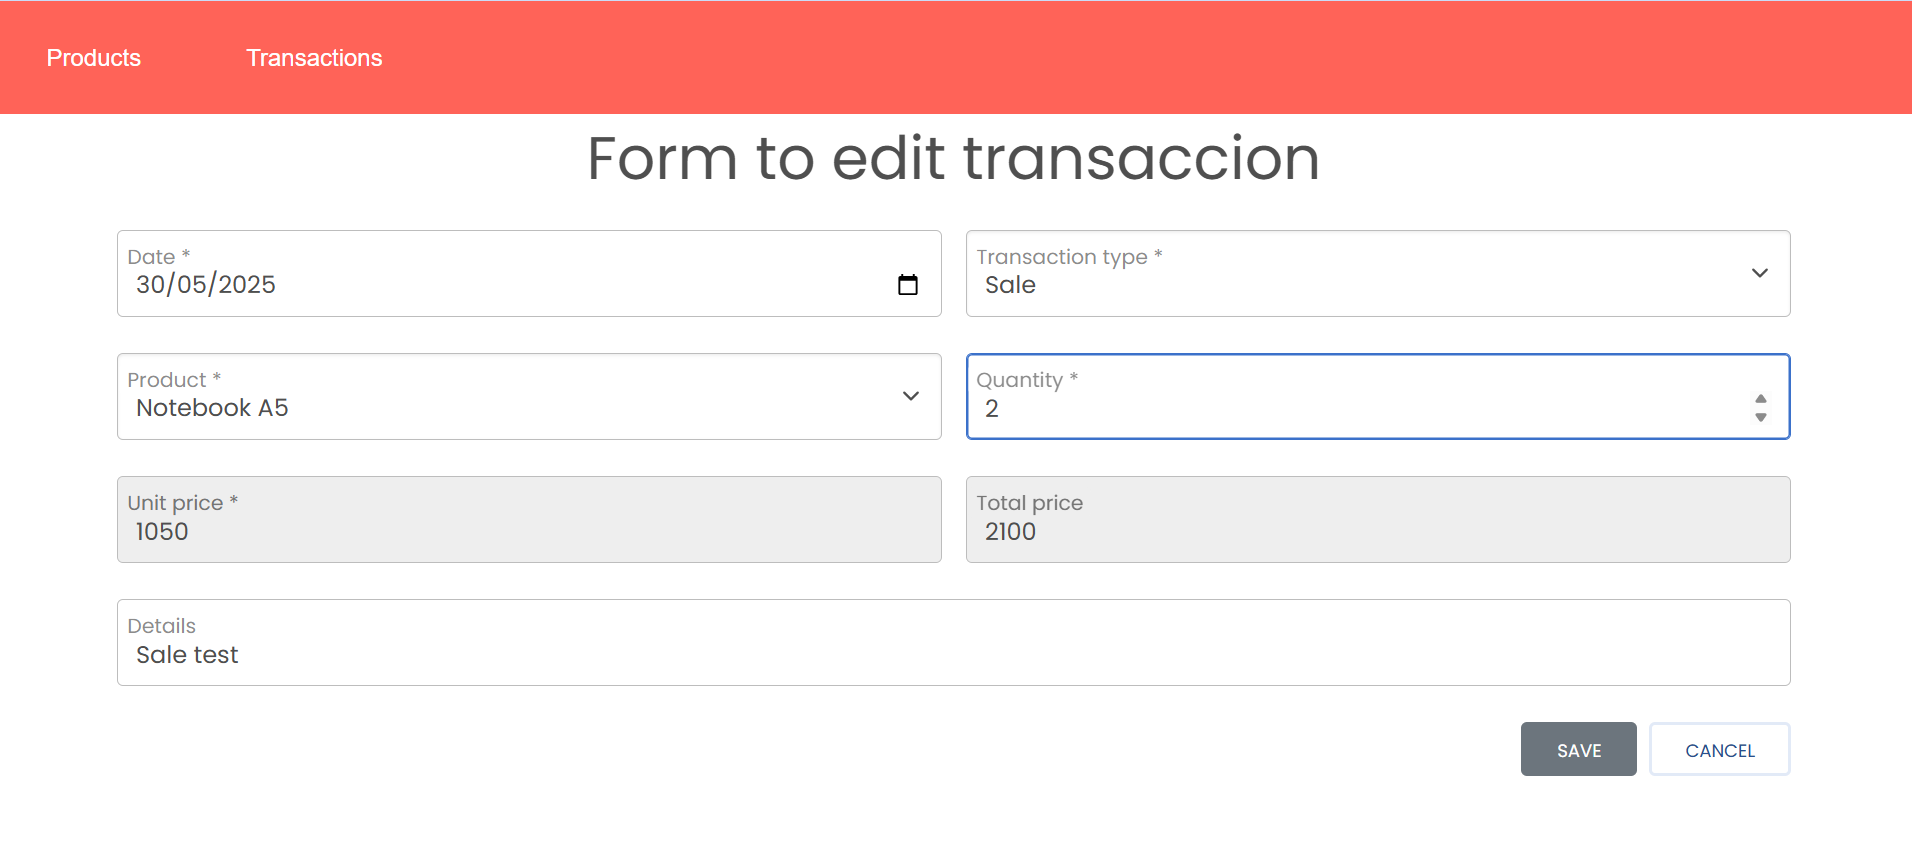 Products Transactions
Form to edit transaccion
Date *
30/05/2025
Transaction type *
Sale
Product *
Notebook A5
Quantity *
2
Unit price *
1050
Total price
2100
Details
Sale test
SAVE CANCEL